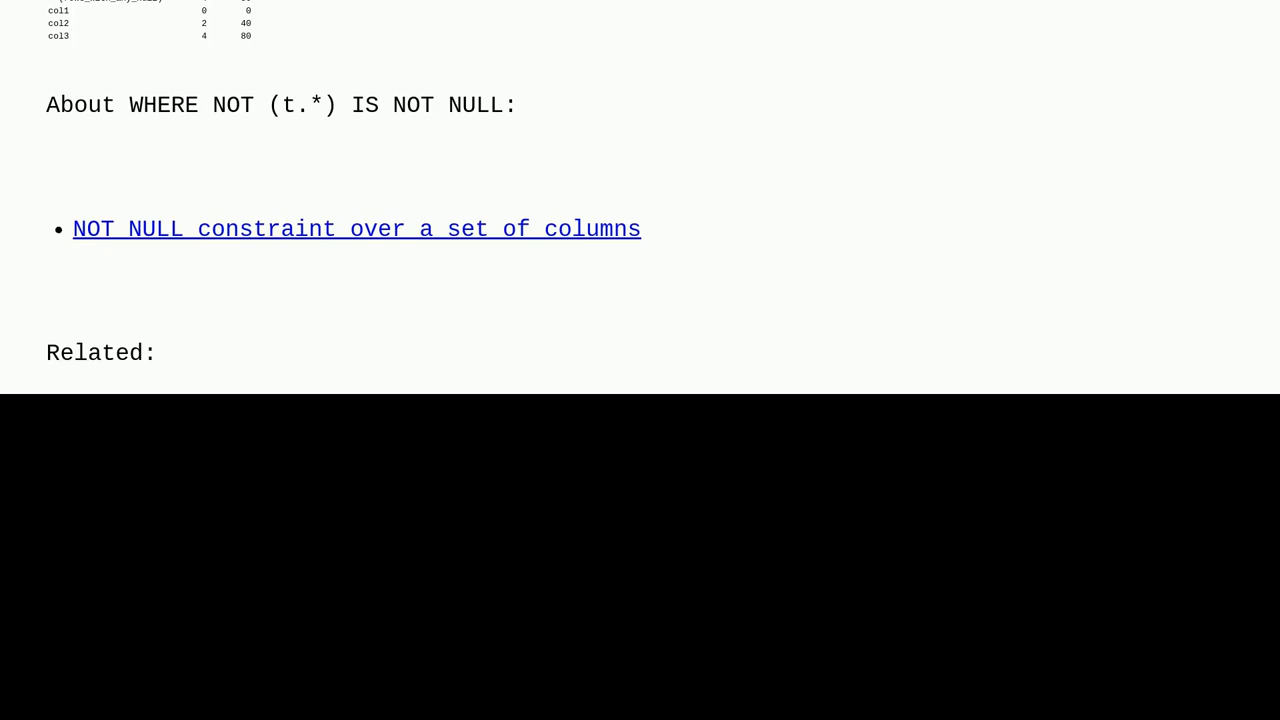 col1 0 0
col2 2 40
col3 4 80
About WHERE NOT (t.*) IS NOT NULL:
• NOT NULL constraint over a set of columns
Related: